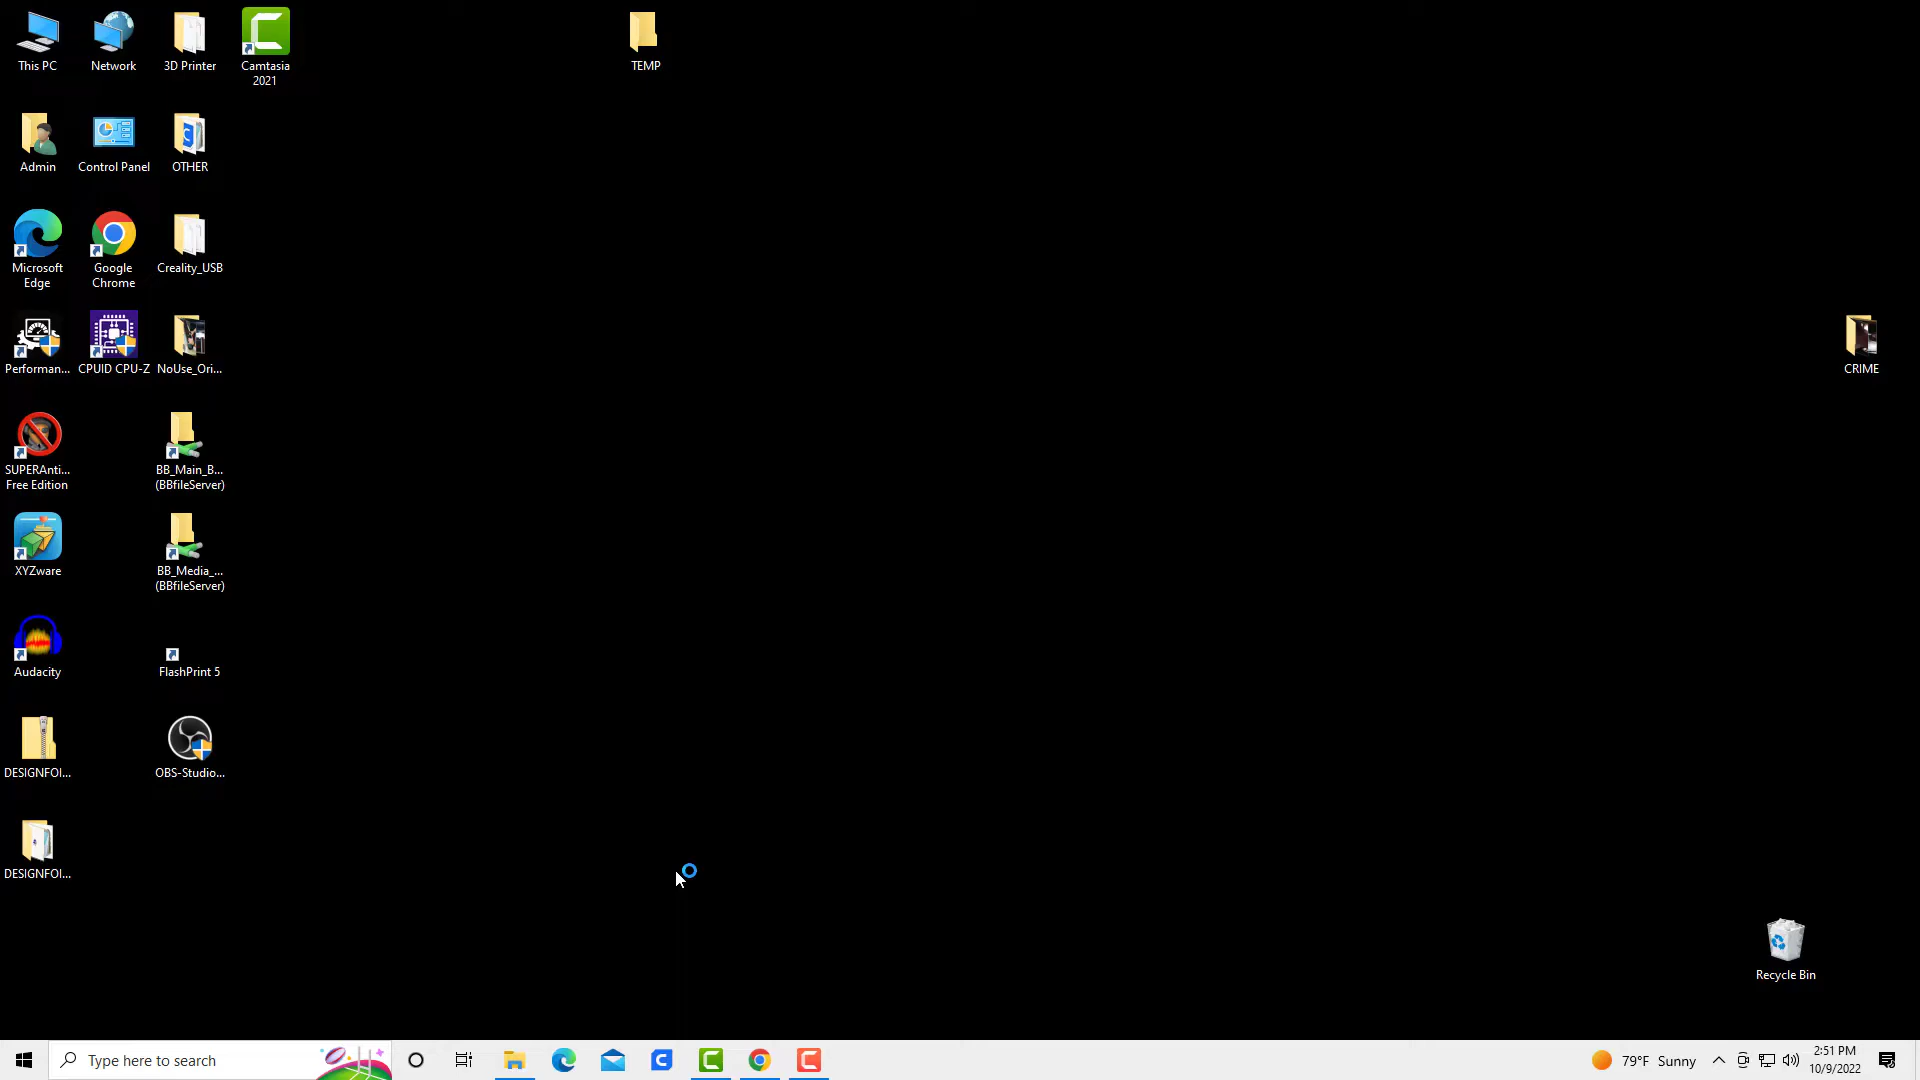 This PC
Network
3D Printer
Camtasia
2021
TEMP
Admin
Control Panel
OTHER
Microsoft
Edge
Google
Chrome
Creality_USB
Performan...
CPUID CPU-Z
NoUse_Ori...
CRIME
SUPERAnti...
Free Edition
BB_Main_B...
(BBfileServer)
XYZware
BB_Media_...
(BBfileServer)
Audacity
FlashPrint 5
DESIGNFOI...
OBS-Studio...
DESIGNFOI...
Recycle Bin
Type here to search
79°F Sunny
2:51 PM
10/9/2022